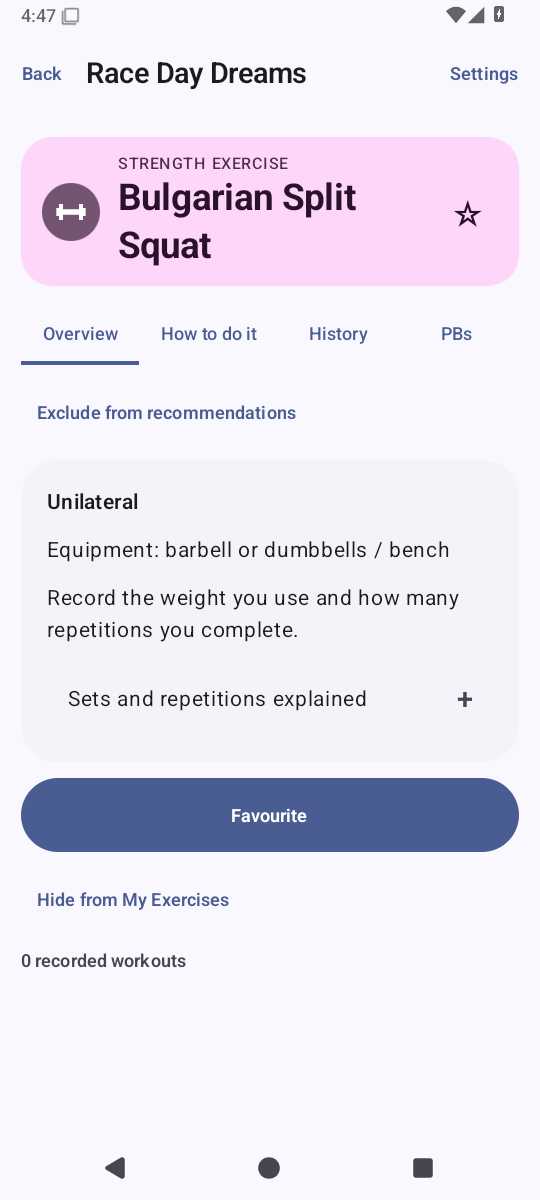 4:47
Back
Race Day Dreams
Settings
STRENGTH EXERCISE
Bulgarian Split
Squat
Overview
How to do it
History
PBs
Exclude from recommendations
Unilateral
Equipment: barbell or dumbbells / bench
Record the weight you use and how many
repetitions you complete.
Sets and repetitions explained
+
Favourite
Hide from My Exercises
0 recorded workouts